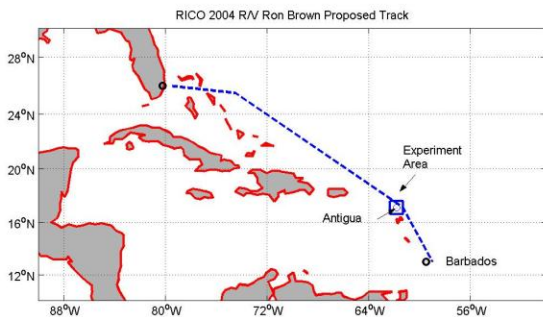 RICO 2004 R/V Ron Brown Proposed Track
28°N
24°N
20°N
16°N
12°N
Experiment
Area
Antigua
Barbados
88°W
80°W
72°W
64°W
56°W